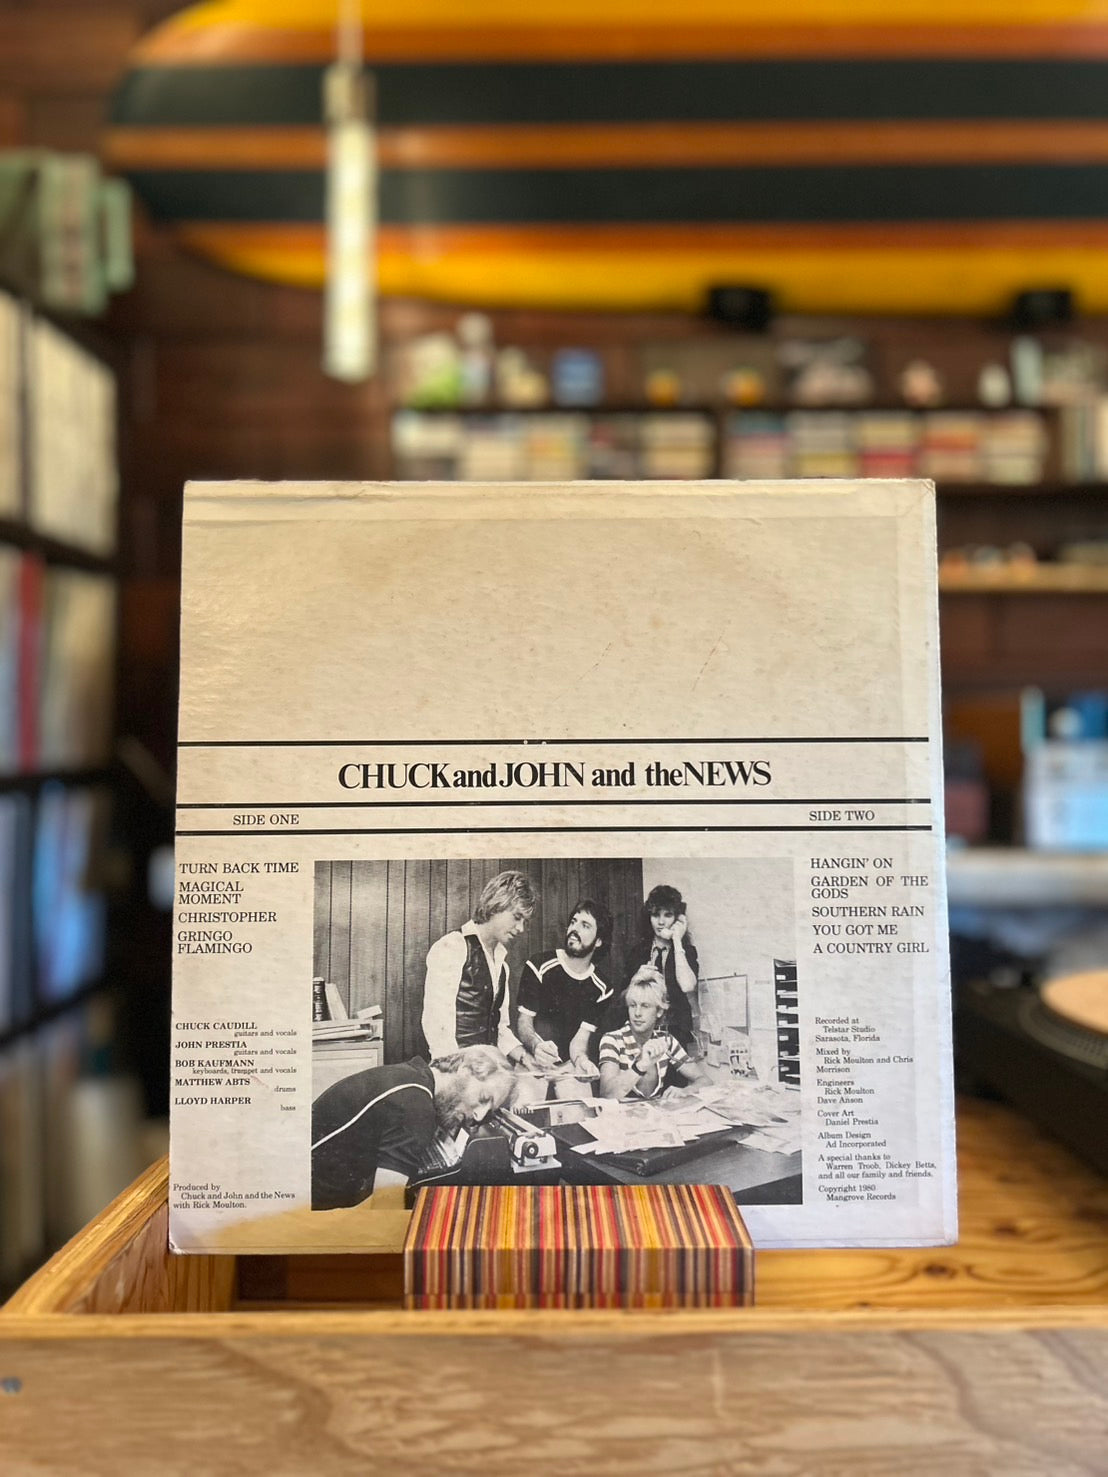 CHUCK and JOHN and the NEWS
SIDE ONE
SIDE TWO
TURN BACK TIME
MAGICAL
MOMENT
CHRISTOPHER
GRINGO
FLAMINGO
HANGIN' ON
GARDEN OF THE
GODS
SOUTHERN RAIN
YOU GOT ME
A COUNTRY GIRL
CHUCK CAUDILL
guitars and vocals
JOHN PRESTIA
guitars and vocals
BOB KAUFMANN
keyboards, trumpet and vocals
MATTHEW ABTS
drums
LLOYD HARPER
bass
Produced by
Chuck and John and the News
with Rick Moulton.
Recorded at
Telstar Studio
Sarasota, Florida
Mixed by
Rick Moulton and Chris
Morrison
Engineers
Rick Moulton
Dave Anson
Cover Art
Daniel Prestia
Album Design
Ad Incorporated
A special thanks to
Warren Troob, Dickey Betts,
and all our family and friends.
Copyright 1980
Mangrove Records